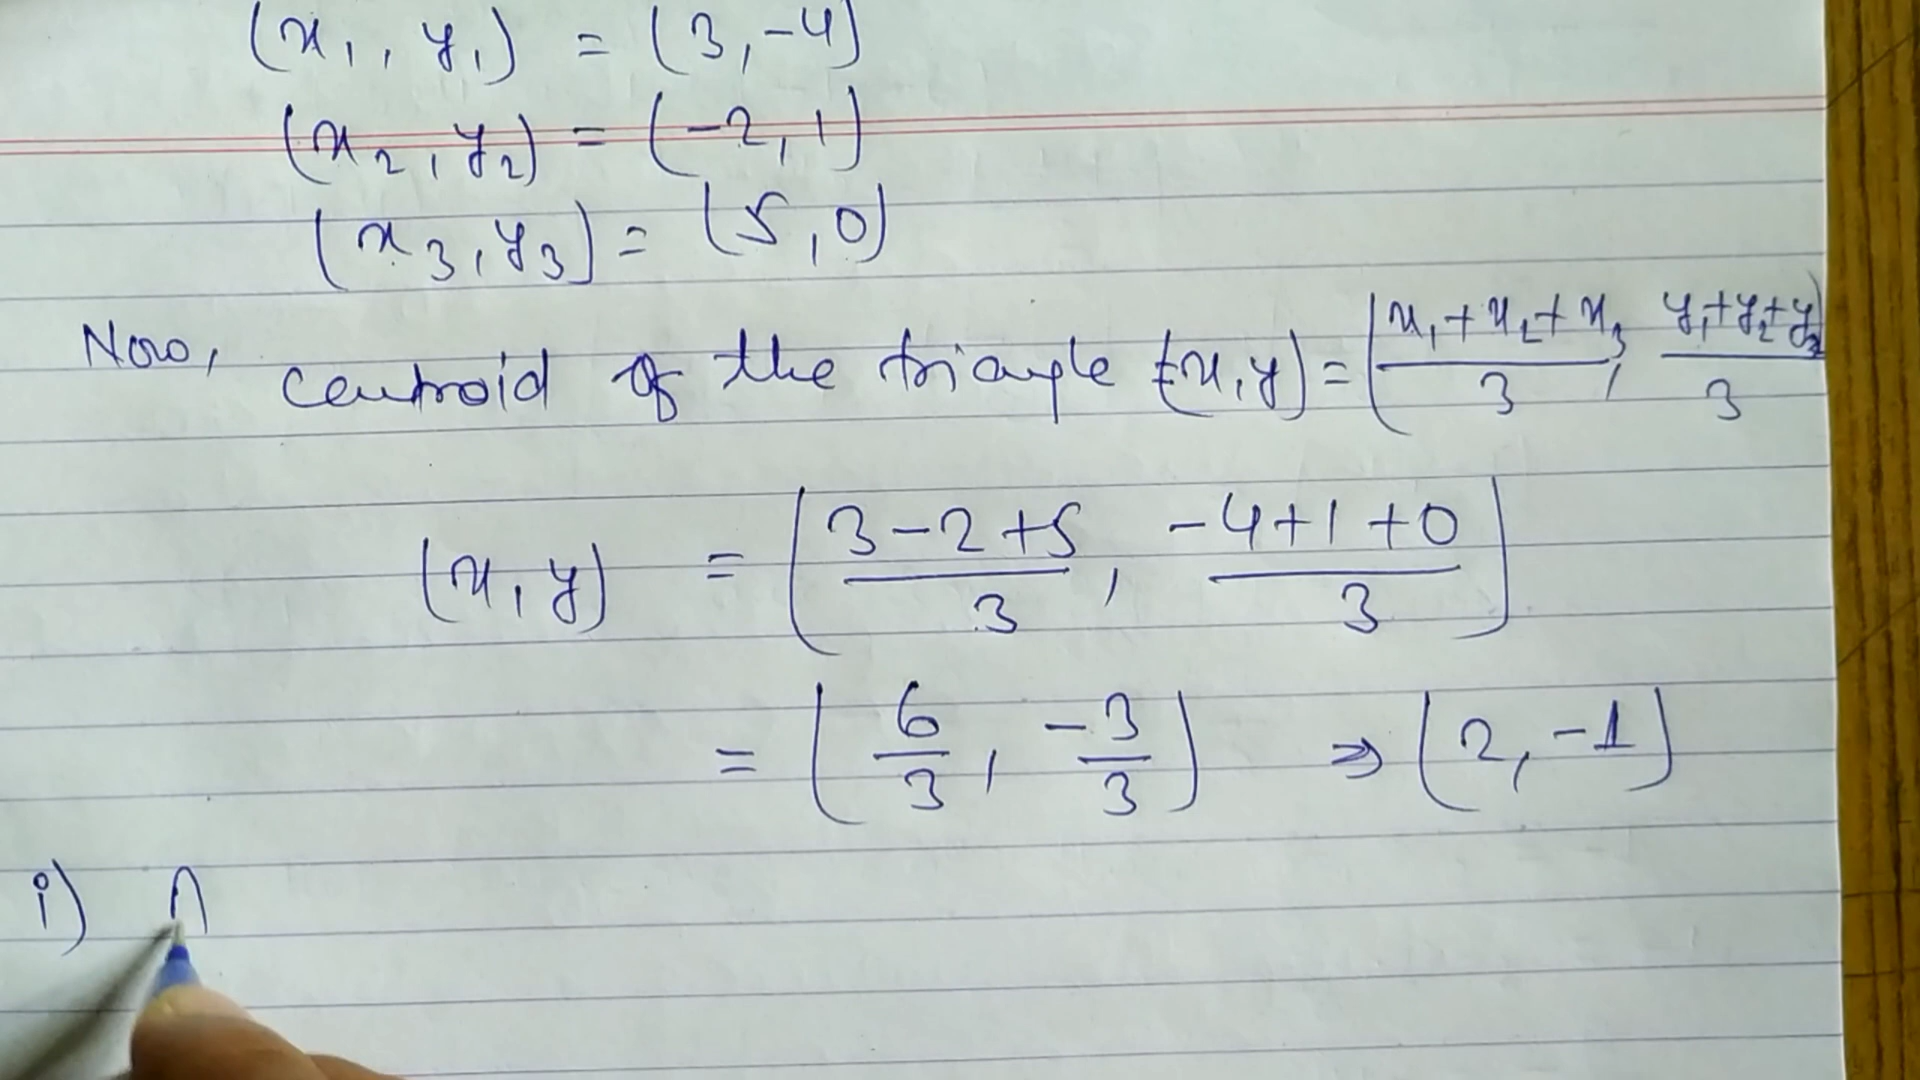 (x₁, y₁) = (3, -4)
(x₂, y₂) = (-2, 1)
(x₃, y₃) = (5, 0)
Now, centroid of the triangle (x, y) = (x₁+x₂+x₃/3, y₁+y₂+y₃/3
(x, y) = (3-2+5/3, -4+1+0/3)
= (6/3, -3/3) ⇒ (2, -1)
i)